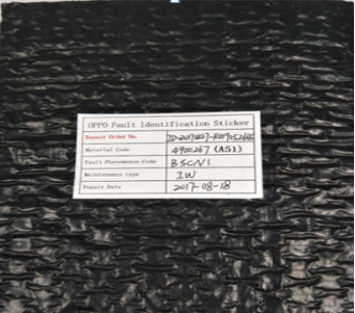 OPPO Fault Identification Sticker
Repair Order No.
Material Code 4900267 (A51)
Fault Phenomenon Code BSCN1
Maintenance type IW
Repair Date 2017-08-18